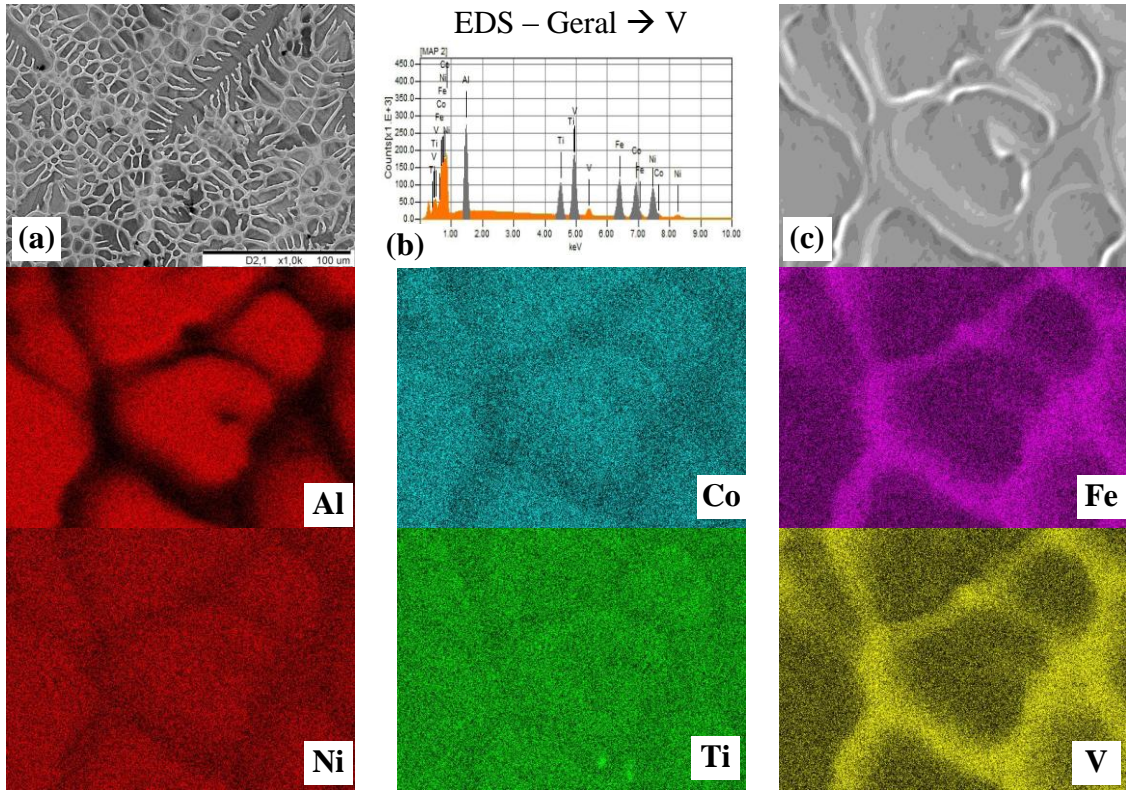 EDS – Geral → V
(a)
D2,1 x1,0k 100 um
[MAP 2]
Counts[x1.E+3]
450.0
400.0
350.0
300.0
250.0
200.0
150.0
100.0
50.0
0.0
Co
Ni
Fe
Co
Fe
V Ni
Ti
V
Al
Ti
V
Ti
V
Fe
Co
Fe
Ni
Co
Ni
1.00 2.00 3.00 4.00 5.00 6.00 7.00 8.00 9.00 10.00
keV
(b)
(c)
Al
Co
Fe
Ni
Ti
V